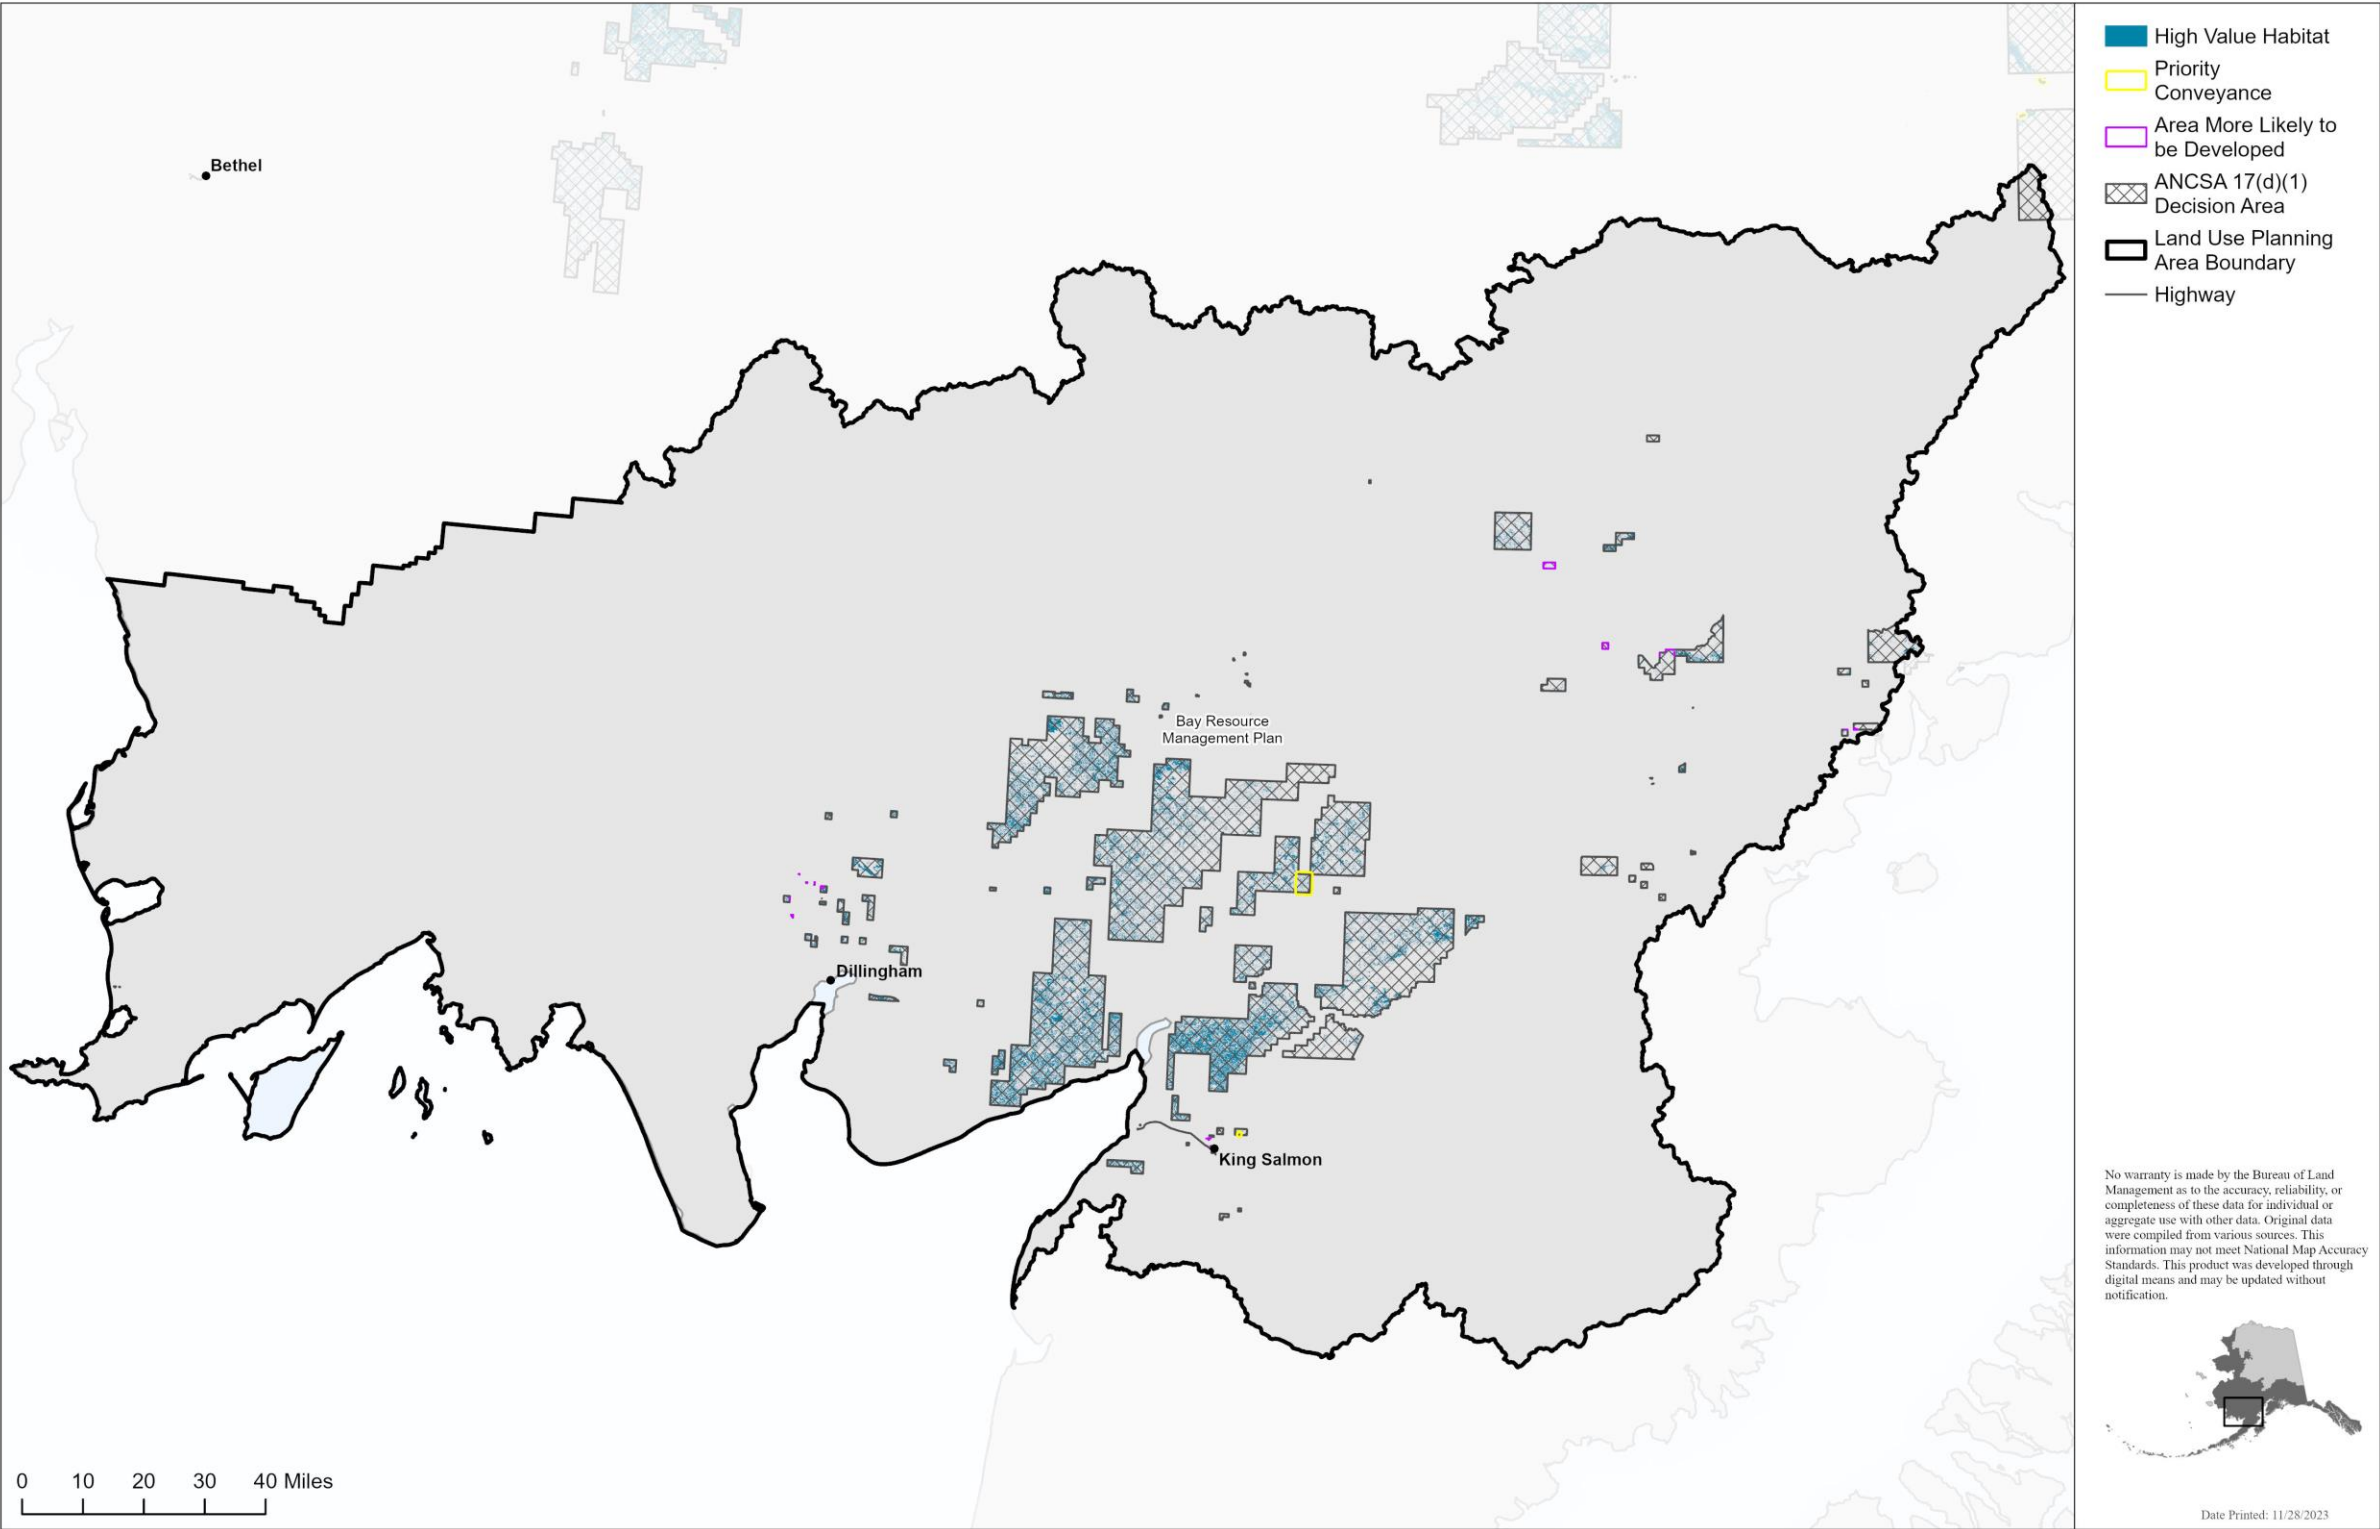 High Value Habitat
Priority
Conveyance
Area More Likely to
be Developed
ANCSA 17(d)(1)
Decision Area
Land Use Planning
Area Boundary
Highway
Bethel
Bay Resource
Management Plan
Dillingham
King Salmon
0 10 20 30 40 Miles
No warranty is made by the Bureau of Land
Management as to the accuracy, reliability, or
completeness of these data for individual or
aggregate use with other data. Original data
were compiled from various sources. This
information may not meet National Map Accuracy
Standards. This product was developed through
digital means and may be updated without
notification.
Date Printed: 11/28/2023